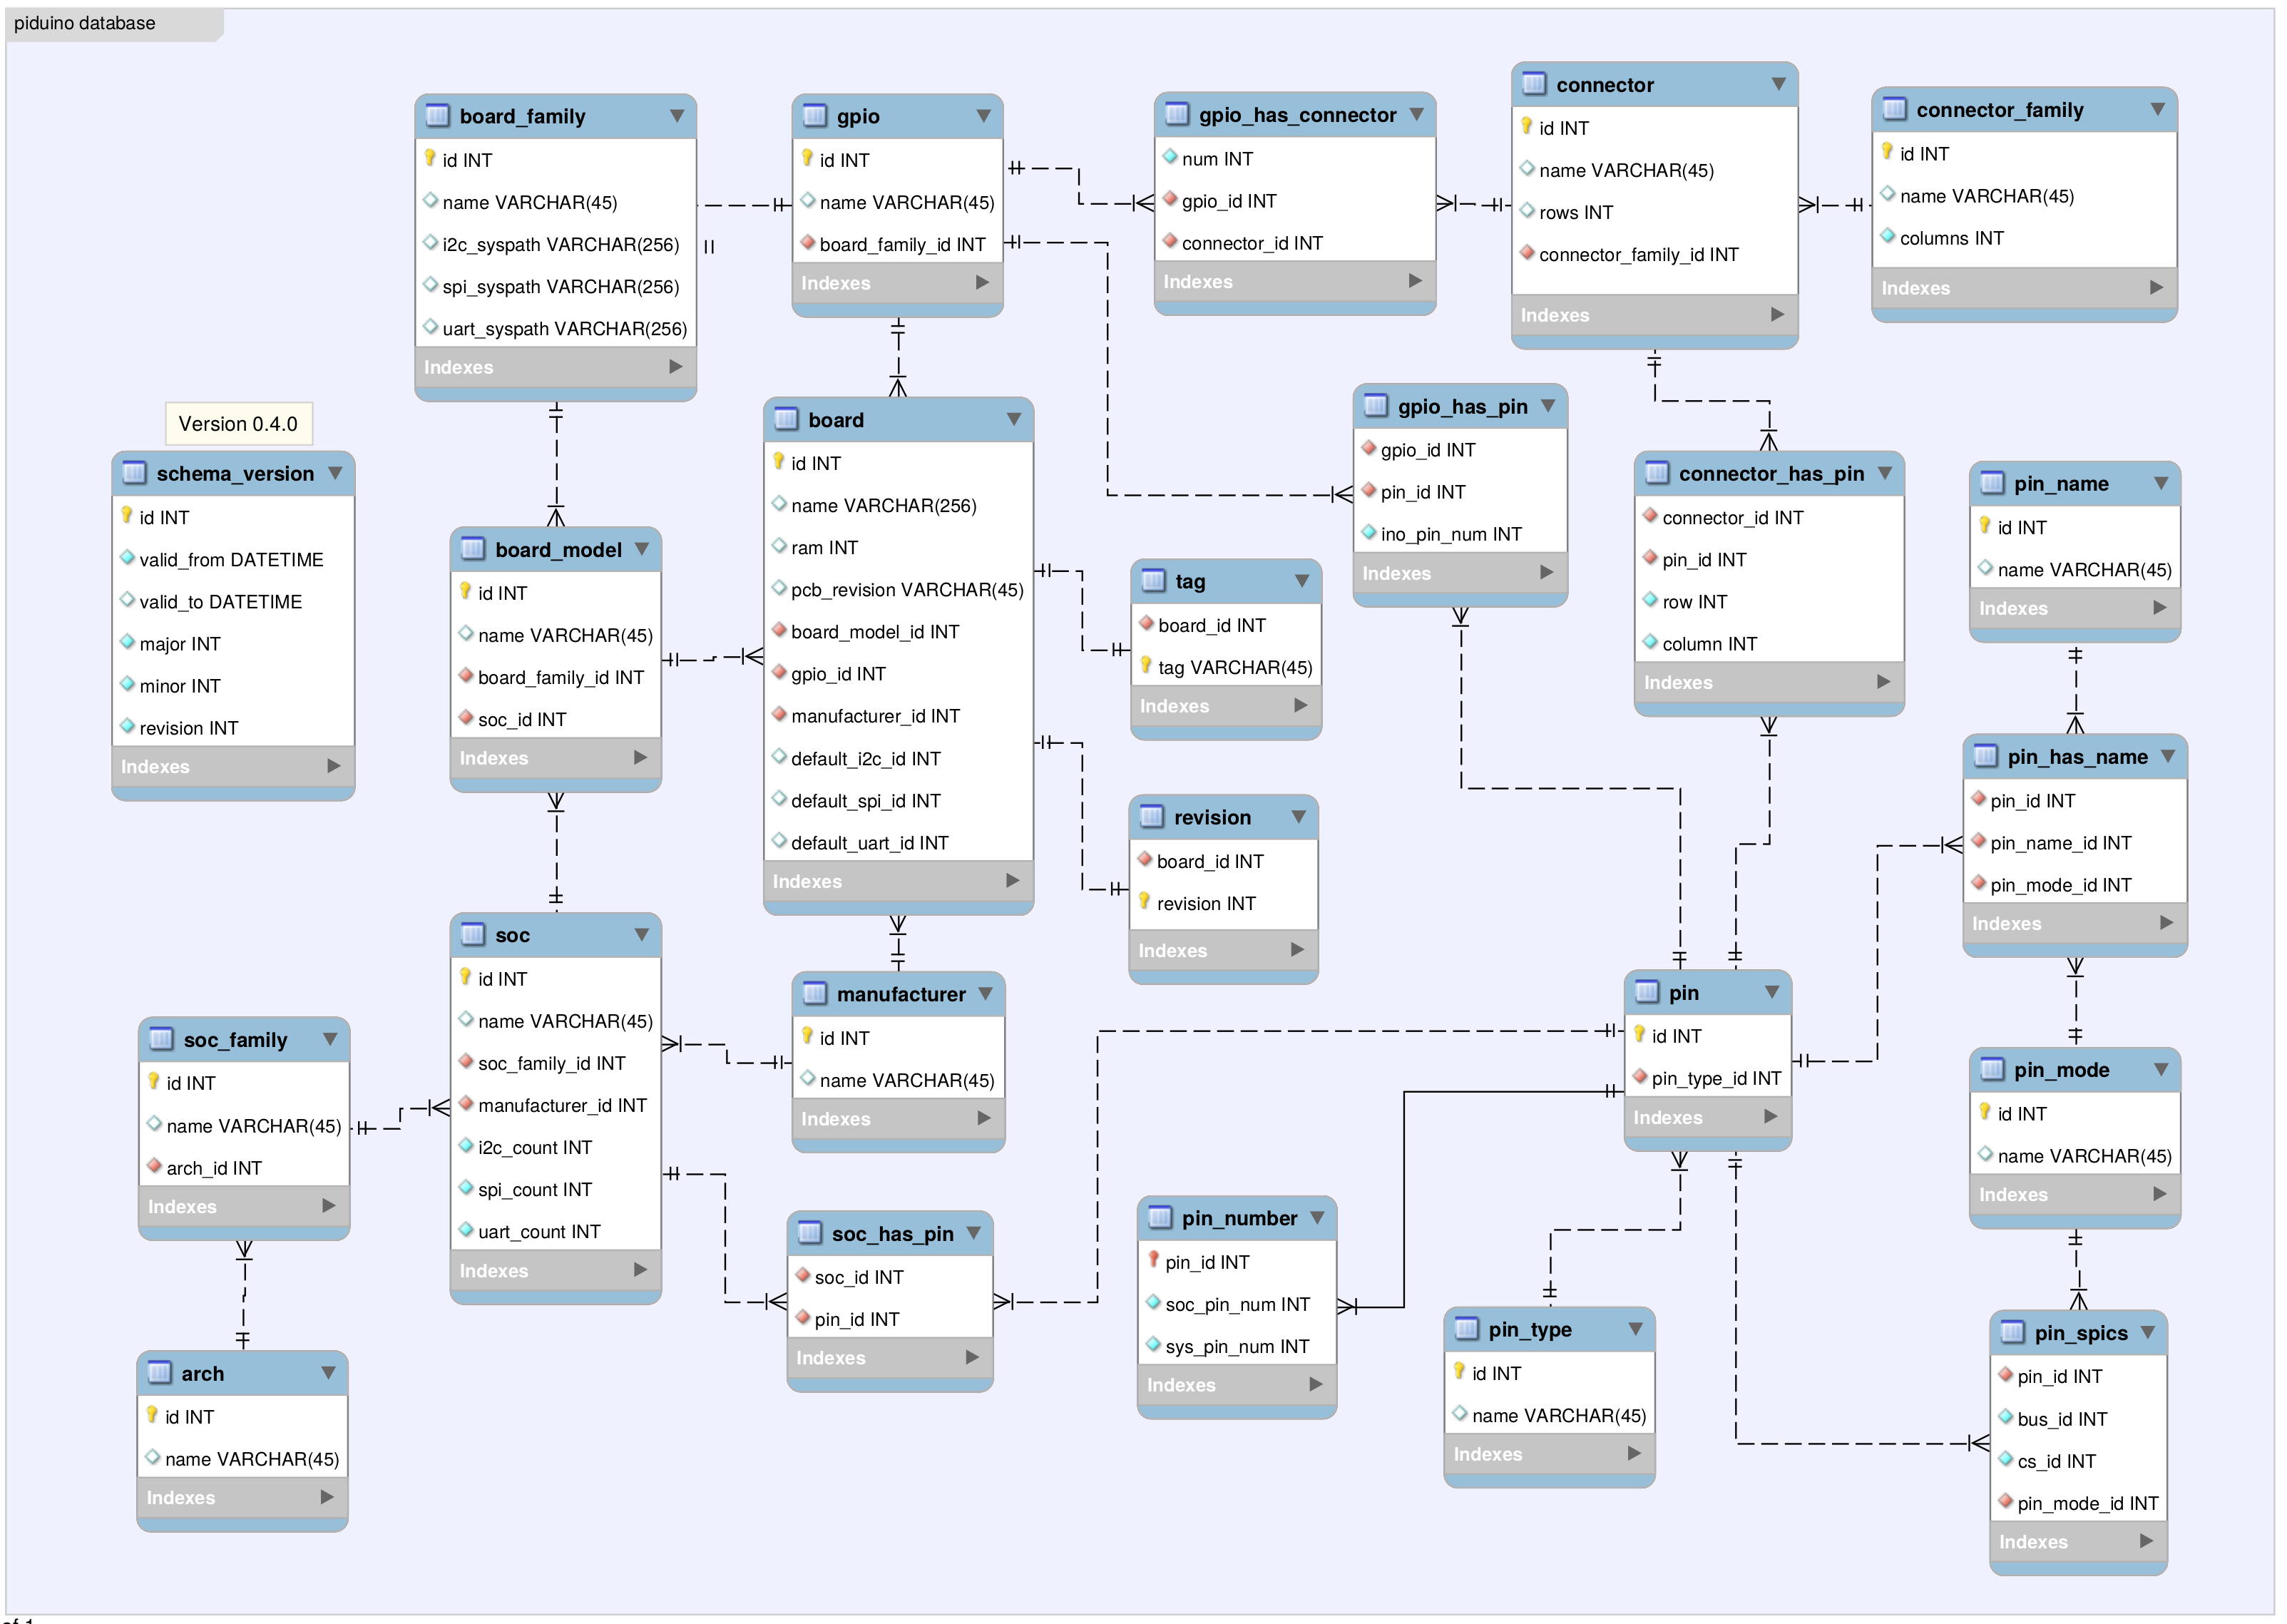 piduino database
board_family
id INT
name VARCHAR(45)
i2c_syspath VARCHAR(256)
spi_syspath VARCHAR(256)
uart_syspath VARCHAR(256)
Indexes
gpio
id INT
name VARCHAR(45)
board_family_id INT
Indexes
gpio_has_connector
num INT
gpio_id INT
connector_id INT
Indexes
connector
id INT
name VARCHAR(45)
rows INT
connector_family_id INT
Indexes
connector_family
id INT
name VARCHAR(45)
columns INT
Indexes
Version 0.4.0
schema_version
id INT
valid_from DATETIME
valid_to DATETIME
major INT
minor INT
revision INT
Indexes
board_model
id INT
name VARCHAR(45)
board_family_id INT
soc_id INT
Indexes
board
id INT
name VARCHAR(256)
ram INT
pcb_revision VARCHAR(45)
board_model_id INT
gpio_id INT
manufacturer_id INT
default_i2c_id INT
default_spi_id INT
default_uart_id INT
Indexes
gpio_has_pin
gpio_id INT
pin_id INT
ino_pin_num INT
Indexes
tag
board_id INT
tag VARCHAR(45)
Indexes
connector_has_pin
connector_id INT
pin_id INT
row INT
column INT
Indexes
pin_name
id INT
name VARCHAR(45)
Indexes
revision
board_id INT
revision INT
Indexes
pin_has_name
pin_id INT
pin_name_id INT
pin_mode_id INT
Indexes
soc
id INT
name VARCHAR(45)
soc_family_id INT
manufacturer_id INT
i2c_count INT
spi_count INT
uart_count INT
Indexes
manufacturer
id INT
name VARCHAR(45)
Indexes
pin
id INT
pin_type_id INT
Indexes
soc_family
id INT
name VARCHAR(45)
arch_id INT
Indexes
pin_mode
id INT
name VARCHAR(45)
Indexes
soc_has_pin
soc_id INT
pin_id INT
Indexes
pin_number
pin_id INT
soc_pin_num INT
sys_pin_num INT
Indexes
pin_type
id INT
name VARCHAR(45)
Indexes
pin_spics
pin_id INT
bus_id INT
cs_id INT
pin_mode_id INT
Indexes
arch
id INT
name VARCHAR(45)
Indexes